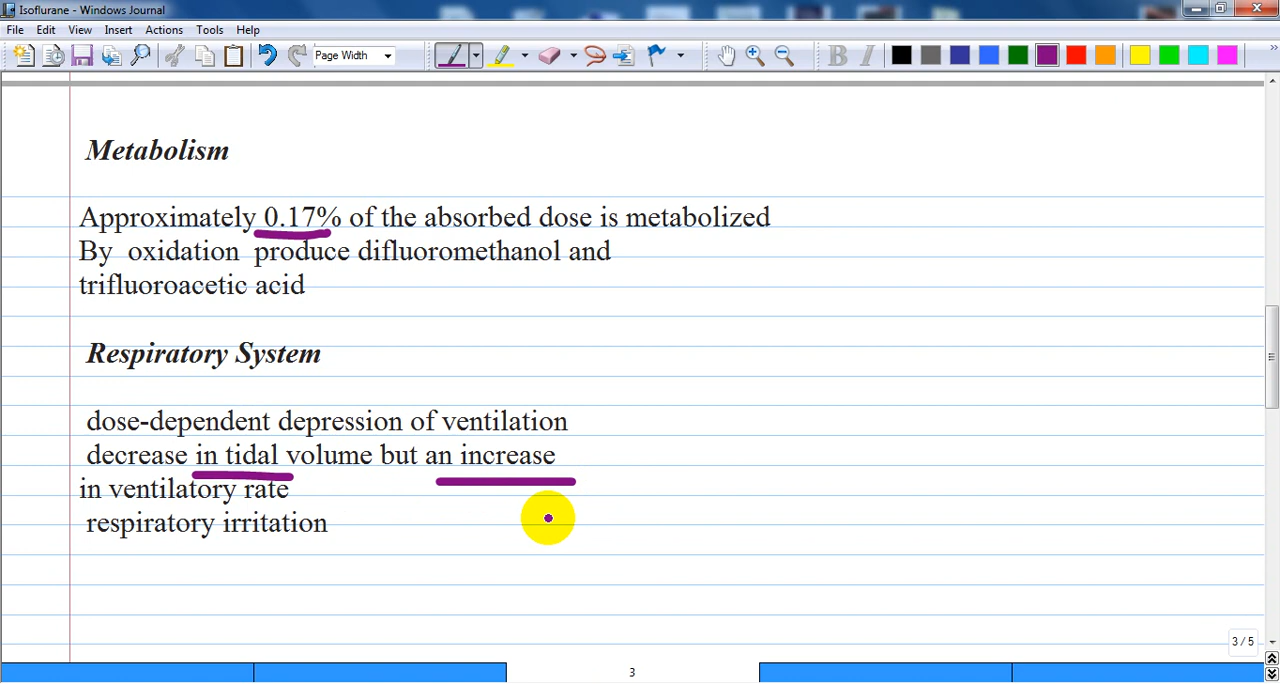 Isoflurane - Windows Journal
File Edit View Insert Actions Tools Help
Page Width
Metabolism
Approximately 0.17% of the absorbed dose is metabolized
By oxidation produce difluoromethanol and
trifluoroacetic acid
Respiratory System
dose-dependent depression of ventilation
decrease in tidal volume but an increase
in ventilatory rate
respiratory irritation
3 / 5
3